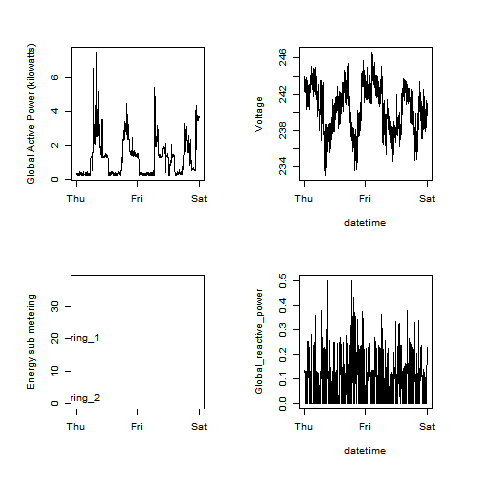 Global Active Power (kilowatts)
0 2 4 6
Thu Fri Sat
Voltage
234 238 242 246
Thu Fri Sat
datetime
Energy sub metering
0 10 20 30
ring_1
ring_2
Thu Fri Sat
Global_reactive_power
0.0 0.1 0.2 0.3 0.4 0.5
Thu Fri Sat
datetime